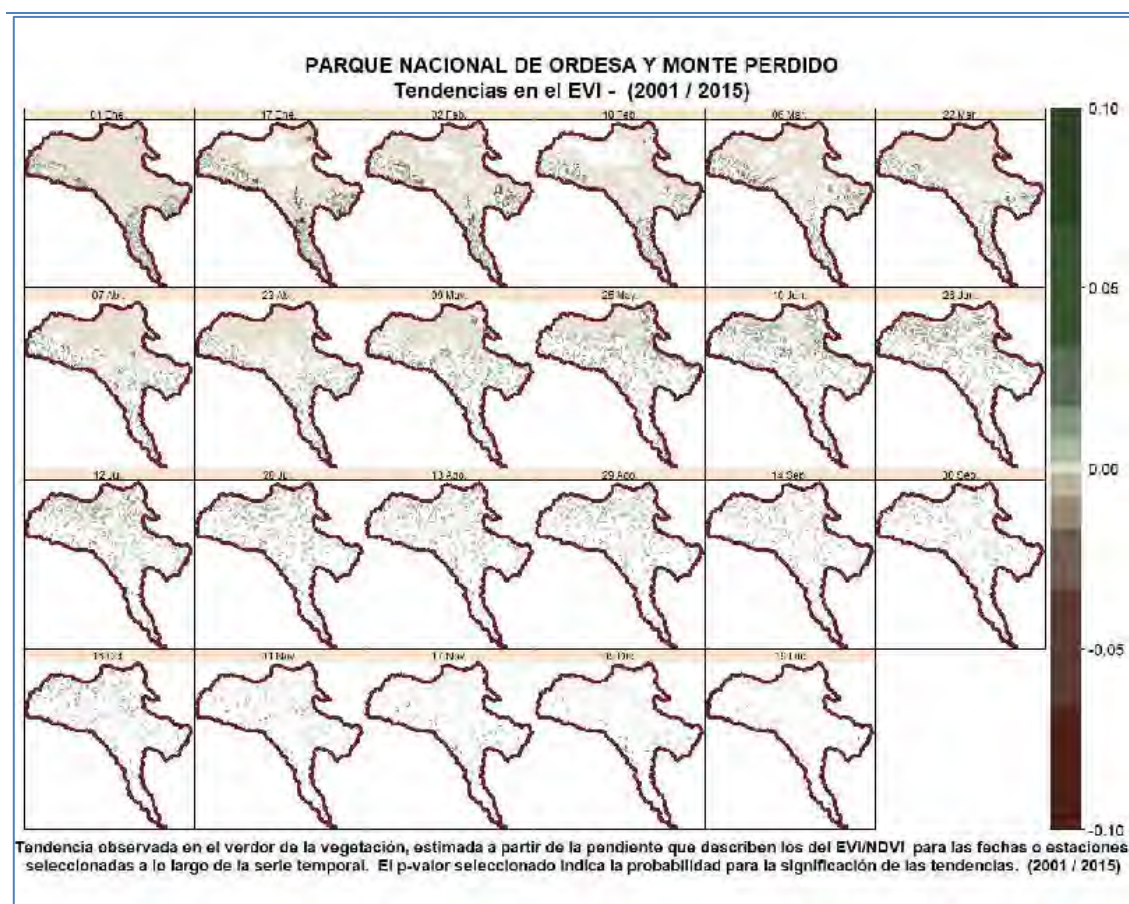 PARQUE NACIONAL DE ORDESA Y MONTE PERDIDO
Tendencias en el EVI - (2001 / 2015)
01 Ene. 17 Ene. 02 Feb. 06 Mar. 22 Mar.
0.10
0.05
07 Abr. 23 Abr. 09 May. 25 May. 10 Jun. 26 Jun.
0.00
12 Ju 28 Ju 13 Ago. 29 Ago. 14 Sep 30 Sep.
-0.05
Nov. 17 Nov.
-0.10
Tendencia observada en el verdor de la vegetación, estimada a partir de la pendiente que describen los del EVI/NDVI para las fechas o estaciones
seleccionadas a lo largo de la serie temporal. El p-valor seleccionado indica la probabilidad para la significación de las tendencias. (2001 / 2015)